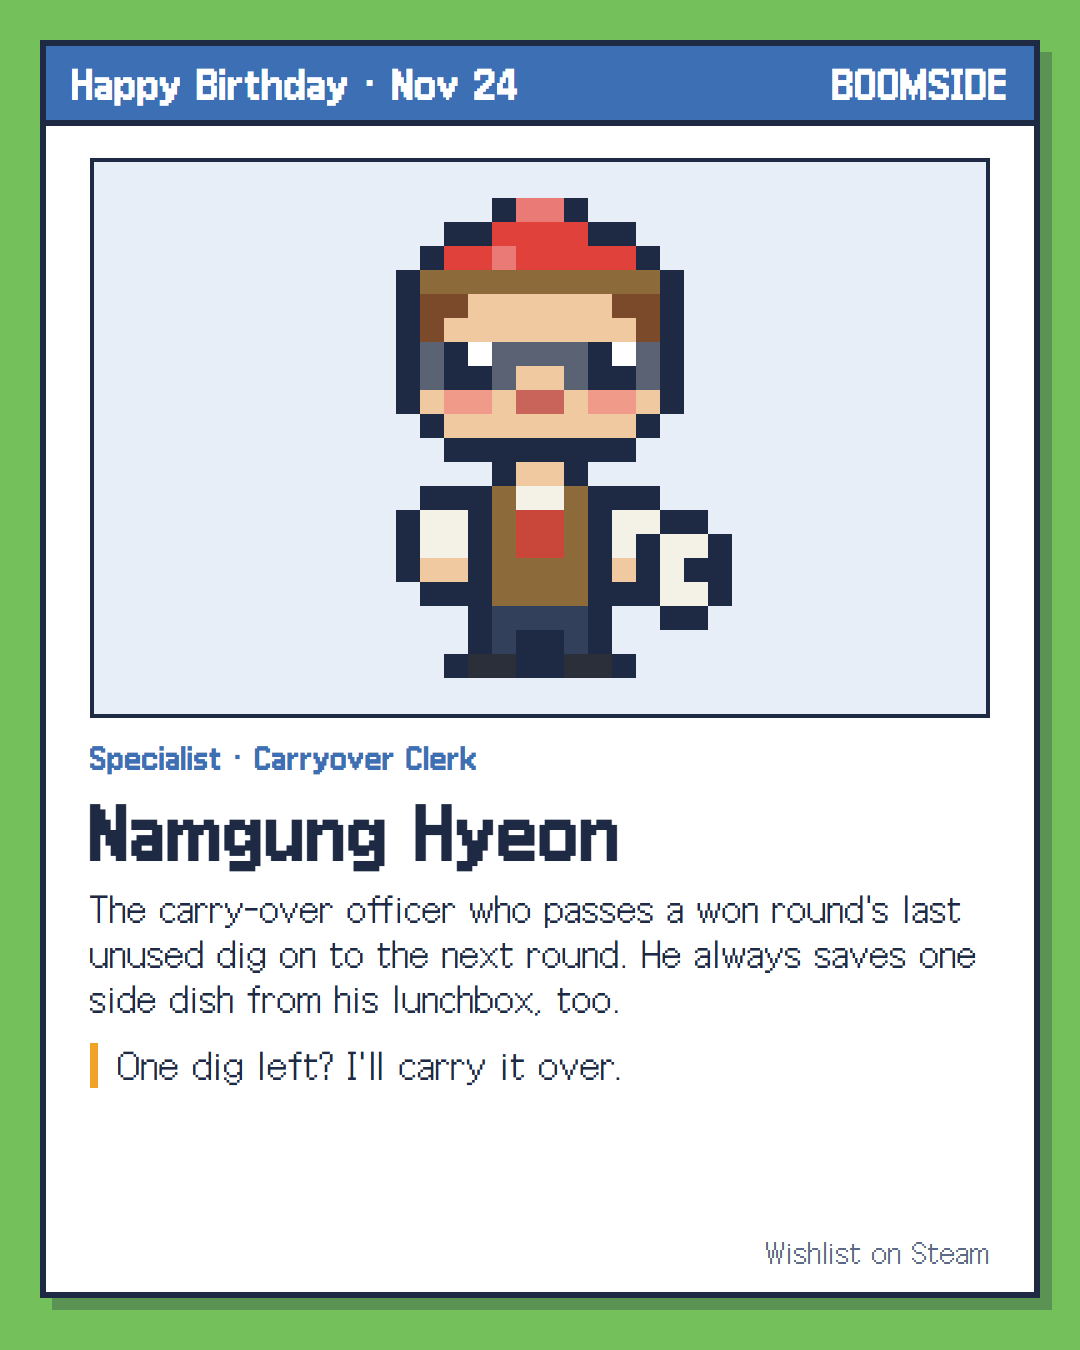 Happy Birthday · Nov 24
BOOMSIDE
Specialist · Carryover Clerk
Namgung Hyeon
The carry-over officer who passes a won round's last
unused dig on to the next round. He always saves one
side dish from his lunchbox, too.
One dig left? I'll carry it over.
Wishlist on Steam